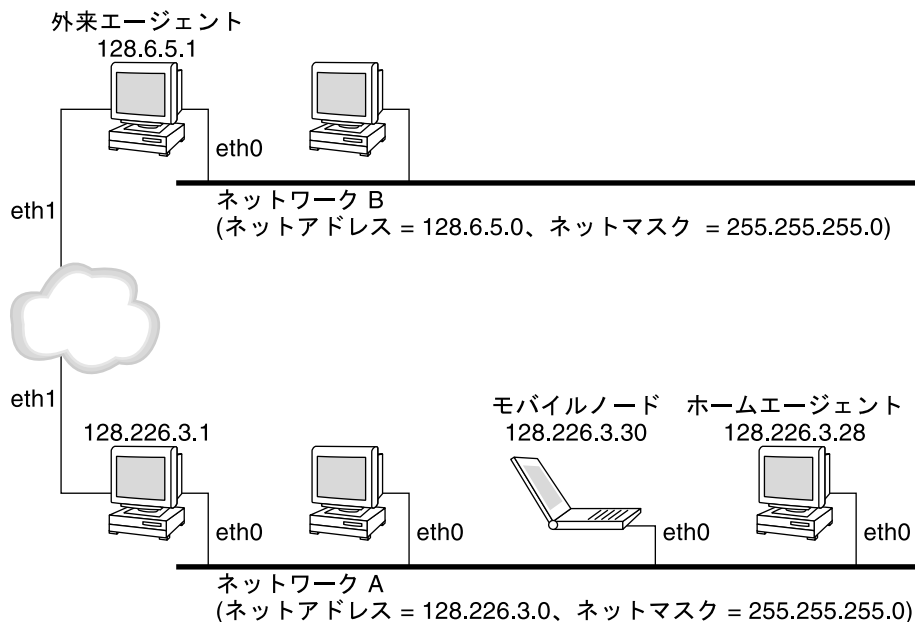 外来エージェント
128.6.5.1
eth0
eth1
ネットワーク B
(ネットアドレス = 128.6.5.0、ネットマスク = 255.255.255.0)
eth1
128.226.3.1
モバイルノード
128.226.3.30
ホームエージェント
128.226.3.28
eth0
eth0
eth0
eth0
ネットワーク A
(ネットアドレス = 128.226.3.0、ネットマスク = 255.255.255.0)